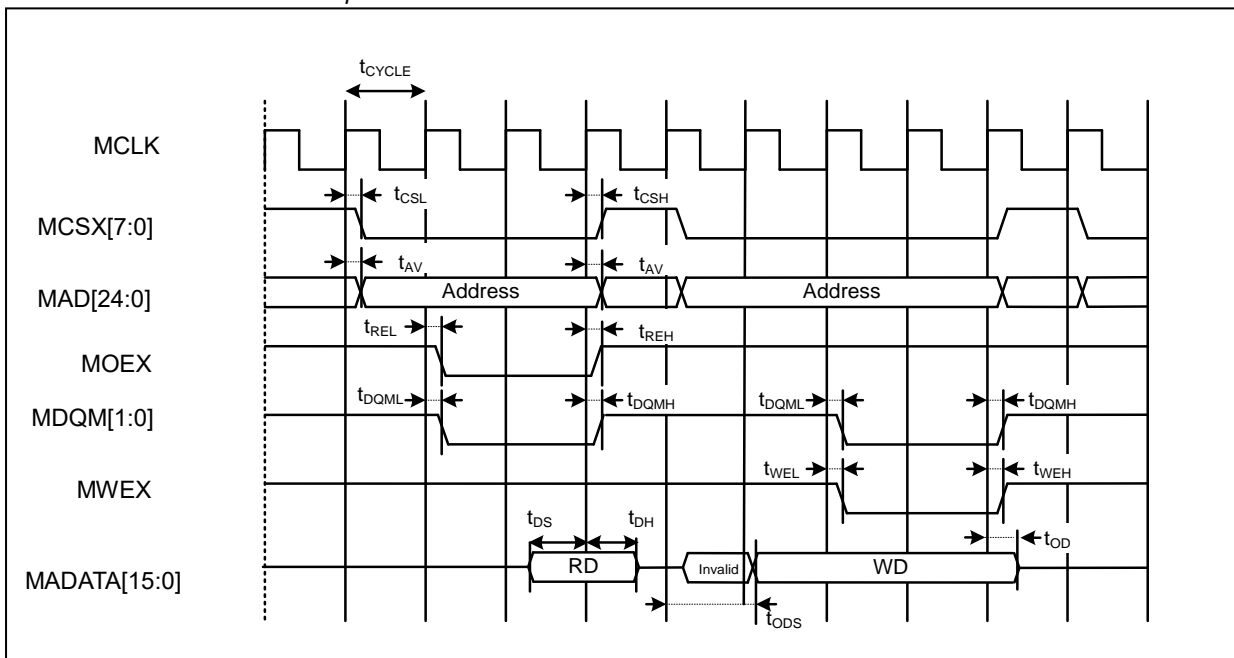 tCYCLE
MCLK
tCSL tCSH
MCSX[7:0]
tAV tAV
MAD[24:0] Address Address
tREL tREH
MOEX
tDQML tDQMH tDQML tDQMH
MDQM[1:0]
tWEL tWEH
MWEX
tDS tDH tOD
MADATA[15:0] RD Invalid WD
tODS